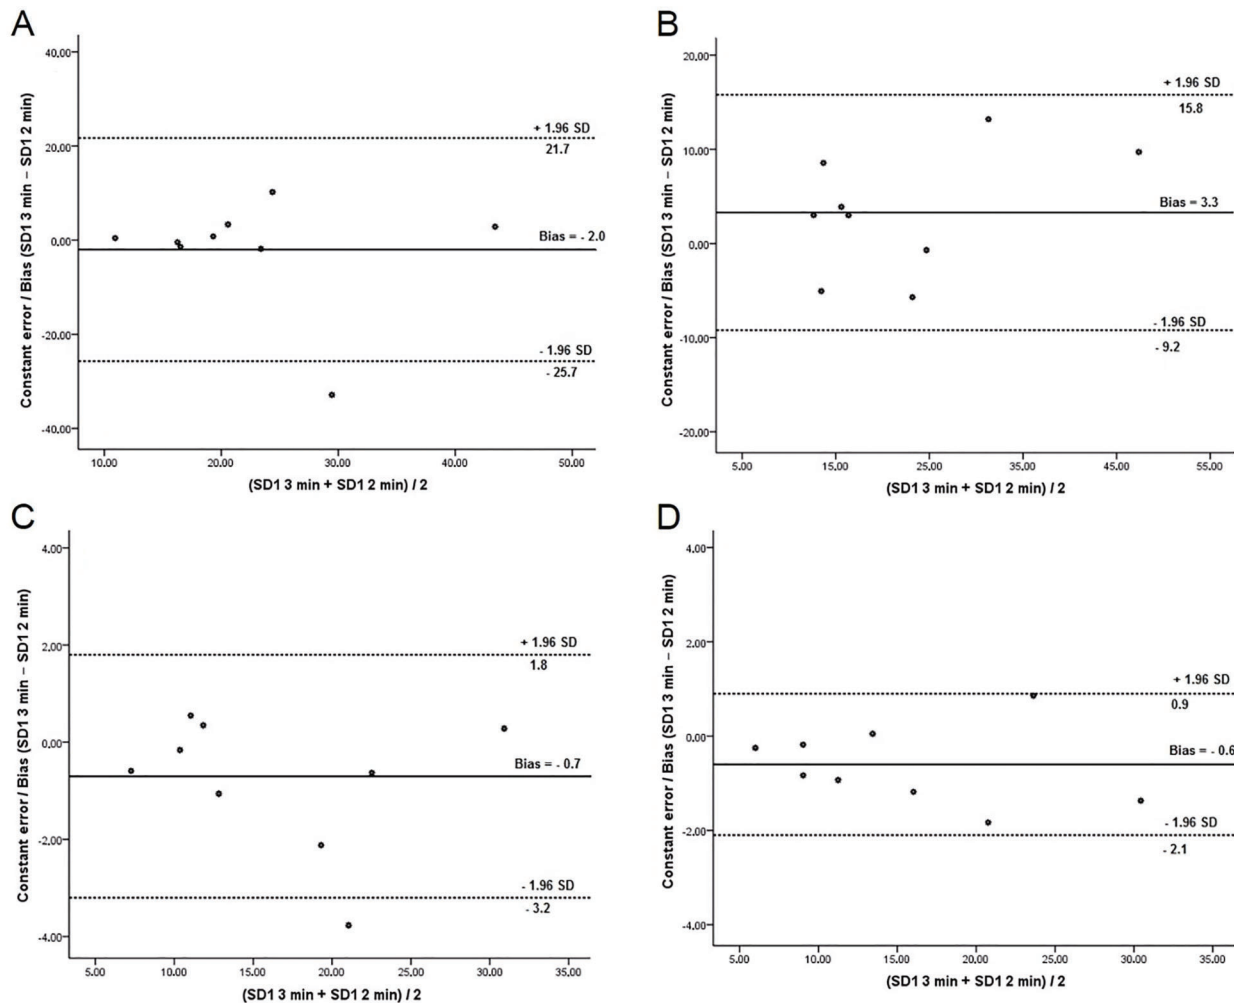 A
Constant error / Bias (SD1 3 min – SD1 2 min)
40.00
20.00
0.00
-20.00
-40.00
+ 1.96 SD
21.7
Bias = - 2.0
- 1.96 SD
- 25.7
10.00 20.00 30.00 40.00 50.00
(SD1 3 min + SD1 2 min) / 2
B
Constant error / Bias (SD1 3 min – SD1 2 min)
20.00
10.00
0.00
-10.00
-20.00
+ 1.96 SD
15.8
Bias = 3.3
- 1.96 SD
- 9.2
5.00 15.00 25.00 35.00 45.00 55.00
(SD1 3 min + SD1 2 min) / 2
C
Constant error / Bias (SD1 3 min – SD1 2 min)
4.00
2.00
0.00
-2.00
-4.00
+ 1.96 SD
1.8
Bias = - 0.7
- 1.96 SD
- 3.2
5.00 10.00 15.00 20.00 25.00 30.00 35.00
(SD1 3 min + SD1 2 min) / 2
D
Constant error / Bias (SD1 3 min – SD1 2 min)
4.00
2.00
0.00
-2.00
-4.00
+ 1.96 SD
0.9
Bias = - 0.6
- 1.96 SD
- 2.1
5.00 10.00 15.00 20.00 25.00 30.00 35.00
(SD1 3 min + SD1 2 min) / 2